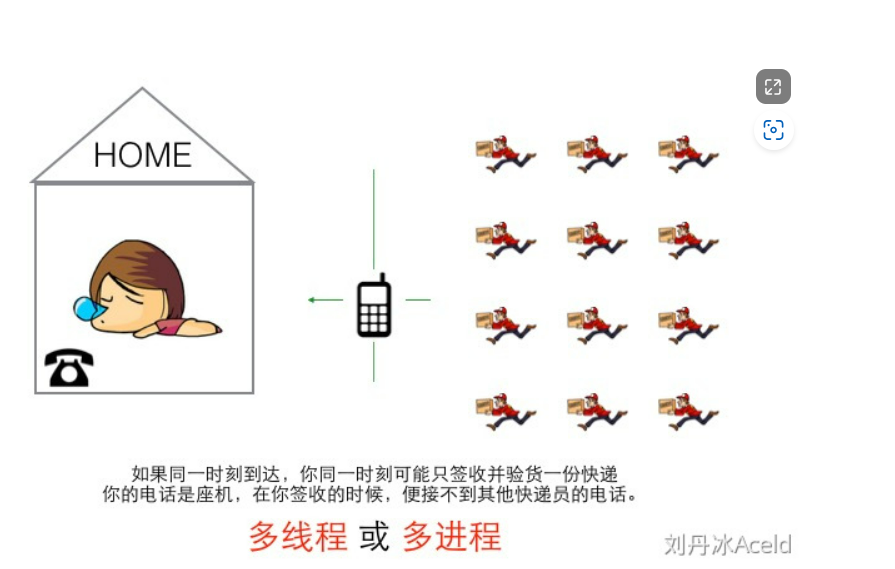 HOME
如果同一时刻到达，你同一时刻可能只签收并验货一份快递
你的电话是座机，在你签收的时候，便接不到其他快递员的电话。
多线程 或 多进程
刘丹冰Aceld